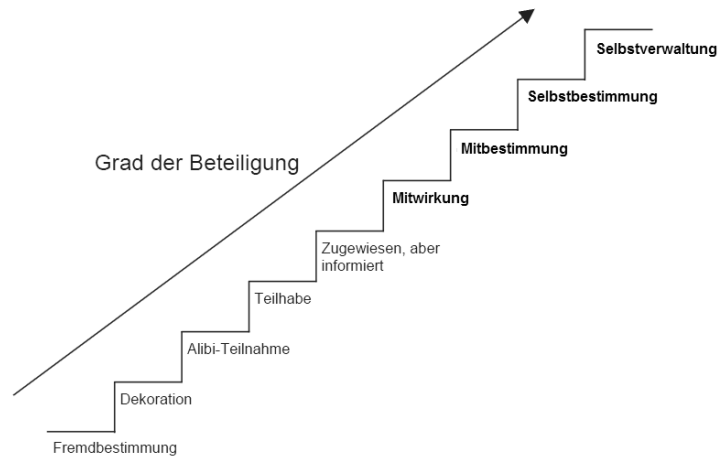 Selbstverwaltung
Selbstbestimmung
Mitbestimmung
Grad der Beteiligung
Mitwirkung
Zugewiesen, aber
informiert
Teilhabe
Alibi-Teilnahme
Dekoration
Fremdbestimmung